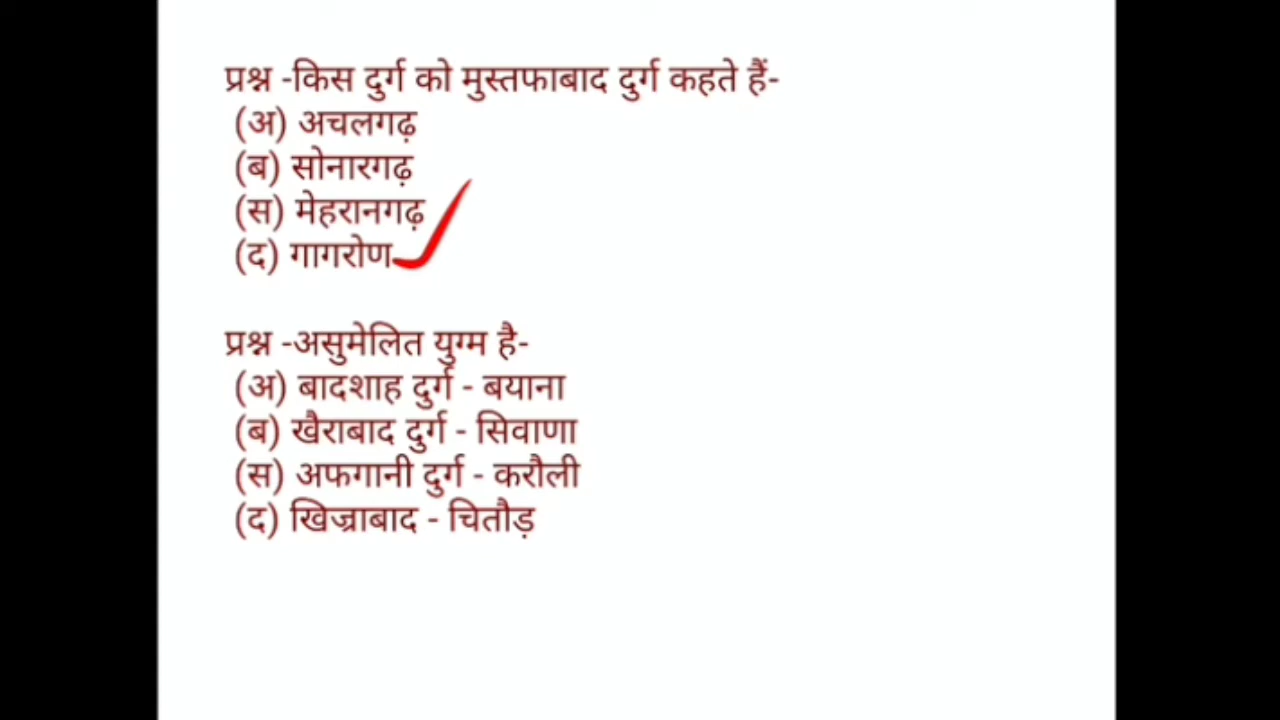 प्रश्न -किस दुर्ग को मुस्तफाबाद दुर्ग कहते हैं-
(अ) अचलगढ़
(ब) सोनारगढ़
(स) मेहरानगढ़
(द) गागरोण
प्रश्न -असुमेलित युग्म है-
(अ) बादशाह दुर्ग - बयाना
(ब) खैराबाद दुर्ग - सिवाणा
(स) अफगानी दुर्ग - करौली
(द) खिज्राबाद - चितौड़